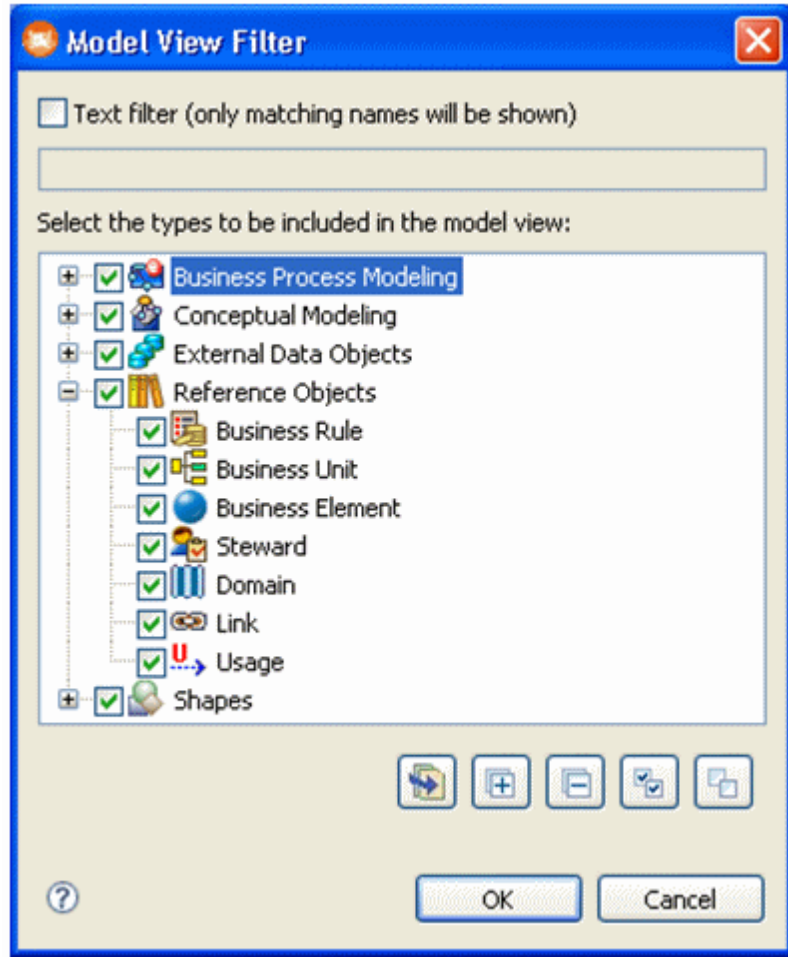 Model View Filter
Text filter (only matching names will be shown)
Select the types to be included in the model view:
Business Process Modeling
Conceptual Modeling
External Data Objects
Reference Objects
Business Rule
Business Unit
Business Element
Steward
Domain
Link
U Usage
Shapes
? OK Cancel